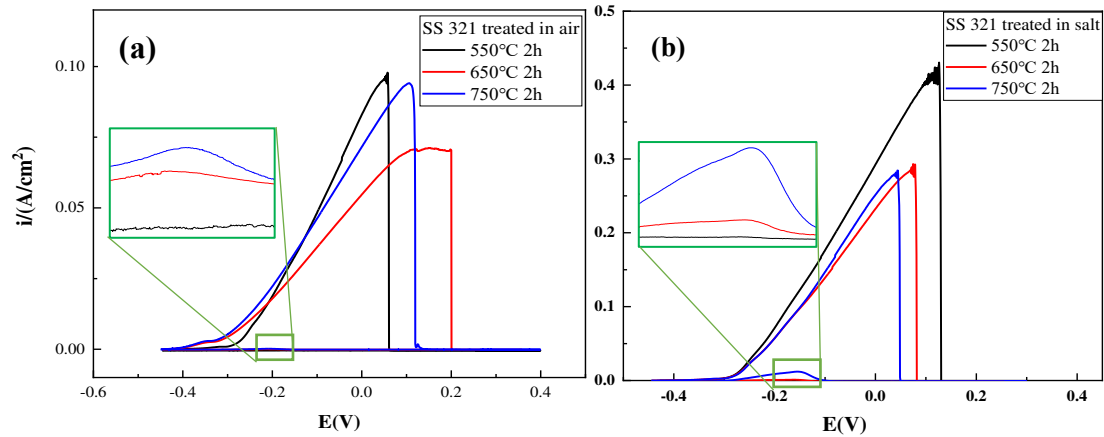 (a)
SS 321 treated in air
550°C 2h
650°C 2h
750°C 2h
i/(A/cm²)
0.10
0.05
0.00
-0.6
-0.4
-0.2
0.0
0.2
0.4
E(V)
(b)
SS 321 treated in salt
550°C 2h
650°C 2h
750°C 2h
0.5
0.4
0.3
0.2
0.1
0.0
-0.4
-0.2
0.0
0.2
0.4
E(V)